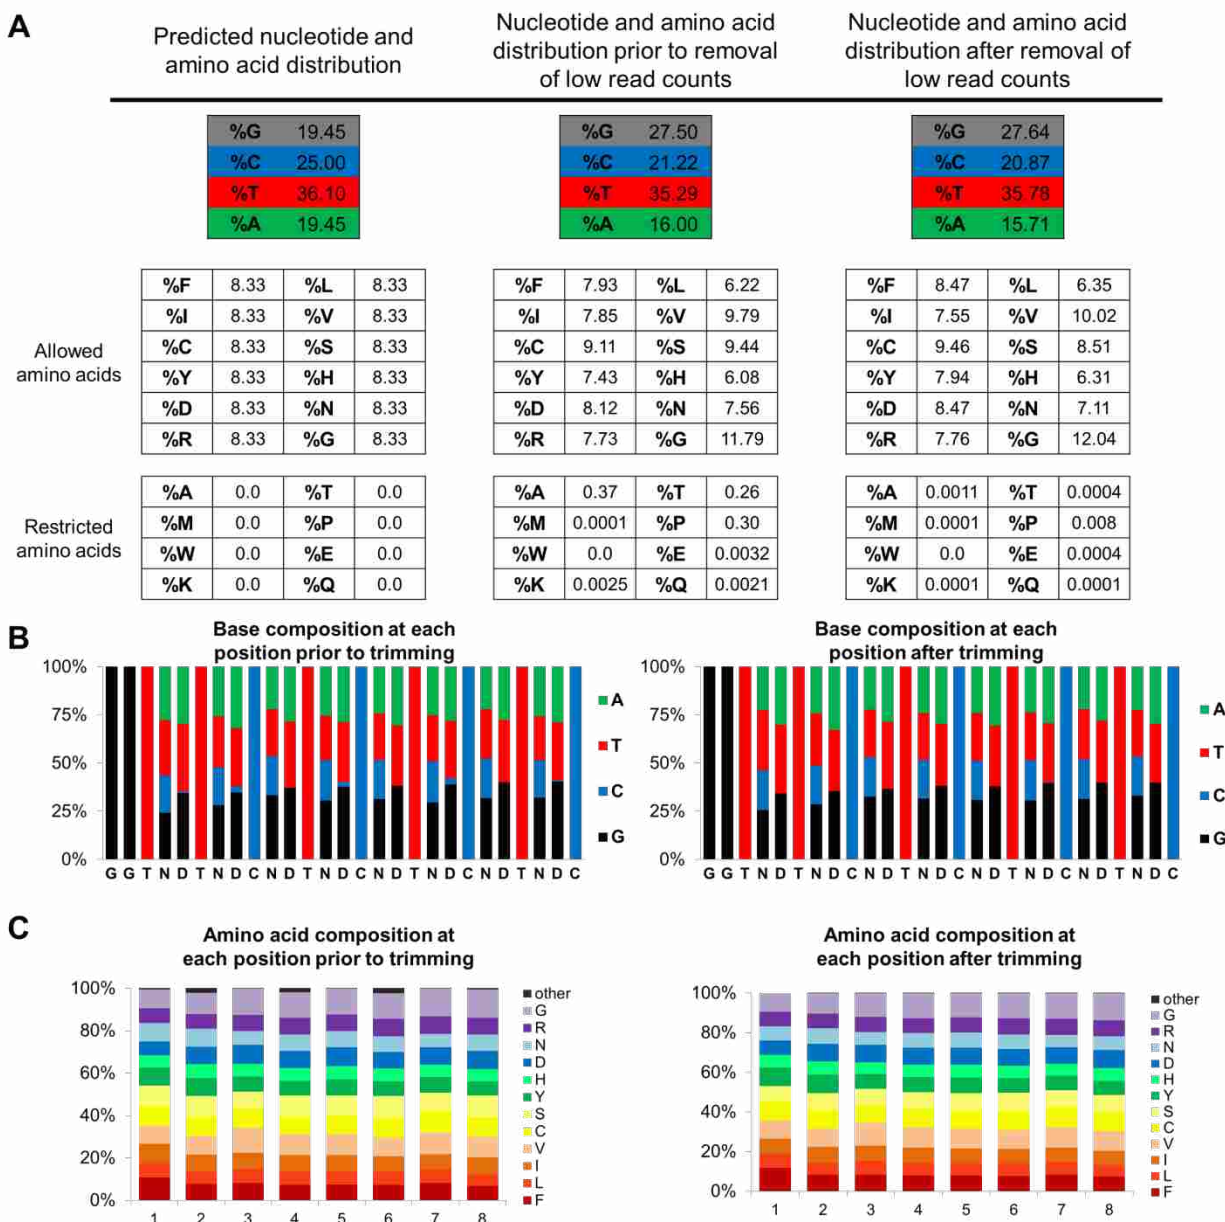 A
Predicted nucleotide and
amino acid distribution
Nucleotide and amino acid
distribution prior to removal
of low read counts
Nucleotide and amino acid
distribution after removal of
low read counts
%G 19.45
%C 25.00
%T 36.10
%A 19.45
%G 27.50
%C 21.22
%T 35.29
%A 16.00
%G 27.64
%C 20.87
%T 35.78
%A 15.71
Allowed
amino acids
%F 8.33 %L 8.33
%I 8.33 %V 8.33
%C 8.33 %S 8.33
%Y 8.33 %H 8.33
%D 8.33 %N 8.33
%R 8.33 %G 8.33
%F 7.93 %L 6.22
%I 7.85 %V 9.79
%C 9.11 %S 9.44
%Y 7.43 %H 6.08
%D 8.12 %N 7.56
%R 7.73 %G 11.79
%F 8.47 %L 6.35
%I 7.55 %V 10.02
%C 9.46 %S 8.51
%Y 7.94 %H 6.31
%D 8.47 %N 7.11
%R 7.76 %G 12.04
Restricted
amino acids
%A 0.0 %T 0.0
%M 0.0 %P 0.0
%W 0.0 %E 0.0
%K 0.0 %Q 0.0
%A 0.37 %T 0.26
%M 0.0001 %P 0.30
%W 0.0 %E 0.0032
%K 0.0025 %Q 0.0021
%A 0.0011 %T 0.0004
%M 0.0001 %P 0.008
%W 0.0 %E 0.0004
%K 0.0001 %Q 0.0001
B
Base composition at each
position prior to trimming
100%
75%
50%
25%
0%
G G T N D T N D C N D T N D C N D T N D C N D T N D C
A
T
C
G
Base composition at each
position after trimming
100%
75%
50%
25%
0%
G G T N D T N D C N D T N D C N D T N D C N D T N D C
A
T
C
G
C
Amino acid composition at
each position prior to trimming
100%
80%
60%
40%
20%
0%
1 2 3 4 5 6 7 8
other
G
R
N
D
H
Y
S
C
V
I
L
F
Amino acid composition at
each position after trimming
100%
80%
60%
40%
20%
0%
1 2 3 4 5 6 7 8
other
G
R
N
D
H
Y
S
C
V
I
L
F